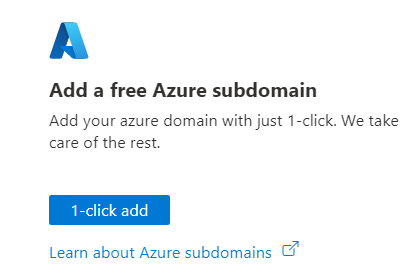 Add a free Azure subdomain
Add your azure domain with just 1-click. We take
care of the rest.
1-click add
Learn about Azure subdomains